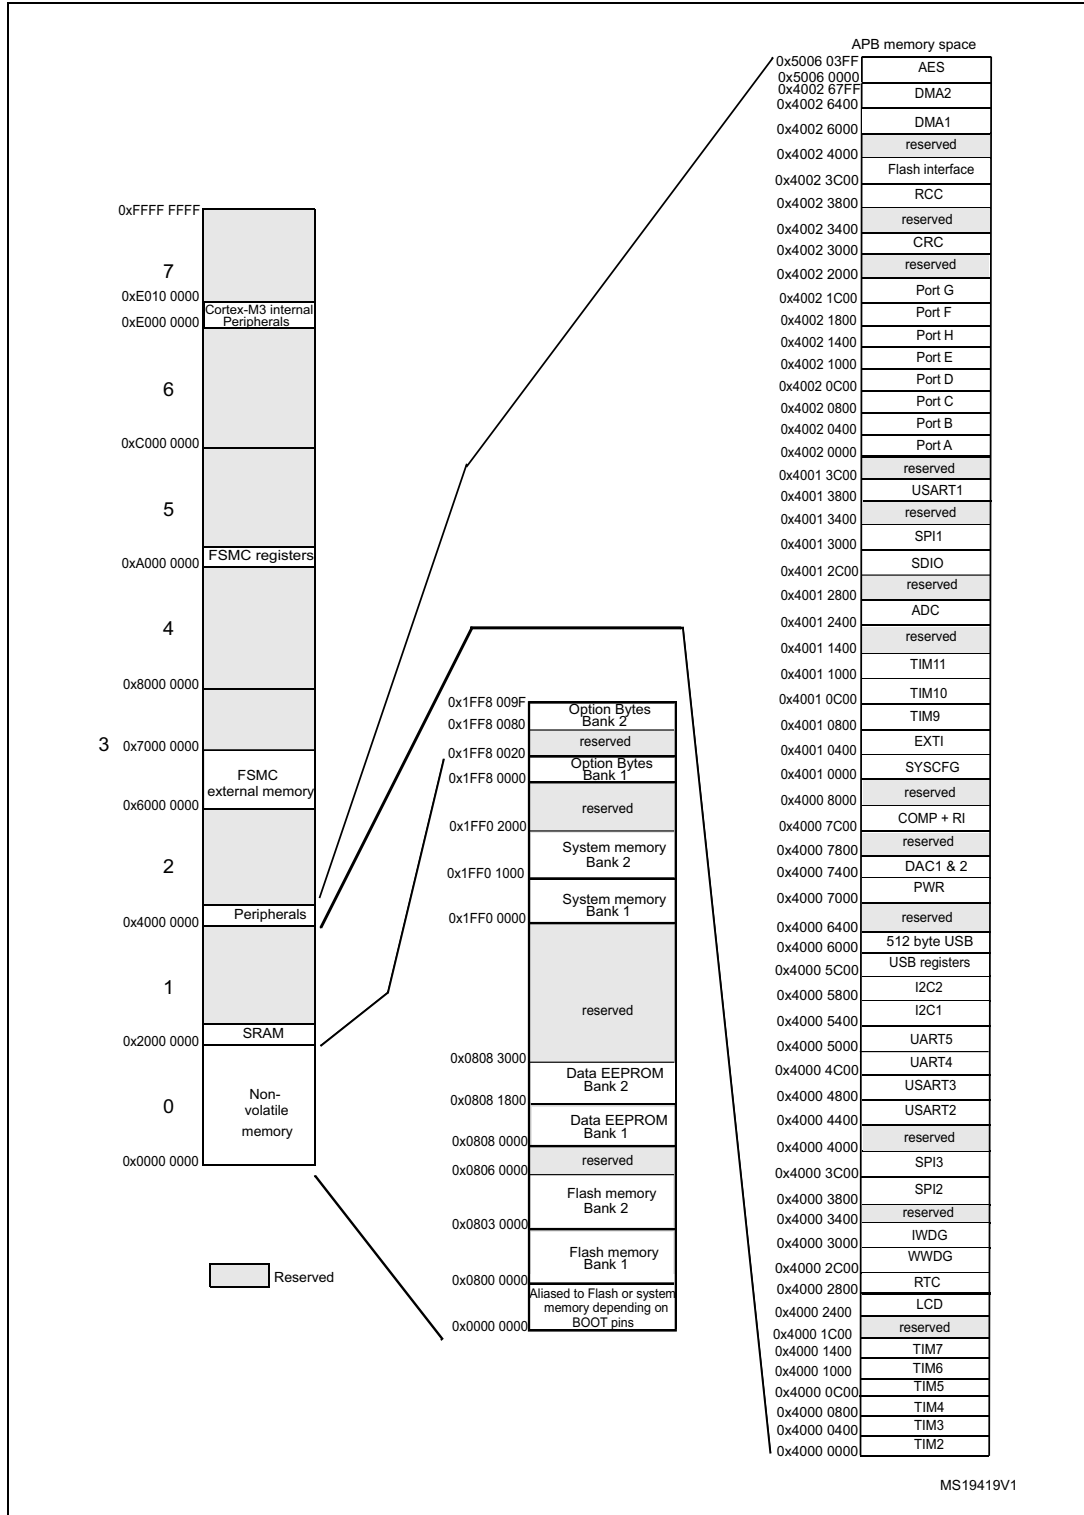 0xFFFF FFFF
7
0xE010 0000
Cortex-M3 internal
Peripherals
0xE000 0000
6
0xC000 0000
5
FSMC registers
0xA000 0000
4
0x8000 0000
3
0x7000 0000
FSMC
external memory
0x6000 0000
2
Peripherals
0x4000 0000
1
SRAM
0x2000 0000
0
Non-
volatile
memory
0x0000 0000
Reserved
0x1FF8 009F
Option Bytes
Bank 2
0x1FF8 0080
reserved
0x1FF8 0020
Option Bytes
Bank 1
0x1FF8 0000
reserved
0x1FF0 2000
System memory
Bank 2
0x1FF0 1000
System memory
Bank 1
0x1FF0 0000
reserved
0x0808 3000
Data EEPROM
Bank 2
0x0808 1800
Data EEPROM
Bank 1
0x0808 0000
reserved
0x0806 0000
Flash memory
Bank 2
0x0803 0000
Flash memory
Bank 1
0x0800 0000
Aliased to Flash or system
memory depending on
BOOT pins
0x0000 0000
APB memory space
0x5006 03FF
AES
0x5006 0000
0x4002 67FF
DMA2
0x4002 6400
DMA1
0x4002 6000
reserved
0x4002 4000
Flash interface
0x4002 3C00
RCC
0x4002 3800
reserved
0x4002 3400
CRC
0x4002 3000
reserved
0x4002 2000
Port G
0x4002 1C00
Port F
0x4002 1800
Port H
0x4002 1400
Port E
0x4002 1000
Port D
0x4002 0C00
Port C
0x4002 0800
Port B
0x4002 0400
Port A
0x4002 0000
reserved
0x4001 3C00
USART1
0x4001 3800
reserved
0x4001 3400
SPI1
0x4001 3000
SDIO
0x4001 2C00
reserved
0x4001 2800
ADC
0x4001 2400
reserved
0x4001 1400
TIM11
0x4001 1000
TIM10
0x4001 0C00
TIM9
0x4001 0800
EXTI
0x4001 0400
SYSCFG
0x4001 0000
reserved
0x4000 8000
COMP + RI
0x4000 7C00
reserved
0x4000 7800
DAC1 & 2
0x4000 7400
PWR
0x4000 7000
reserved
0x4000 6400
512 byte USB
0x4000 6000
USB registers
0x4000 5C00
I2C2
0x4000 5800
I2C1
0x4000 5400
UART5
0x4000 5000
UART4
0x4000 4C00
USART3
0x4000 4800
USART2
0x4000 4400
reserved
0x4000 4000
SPI3
0x4000 3C00
SPI2
0x4000 3800
reserved
0x4000 3400
IWDG
0x4000 3000
WWDG
0x4000 2C00
RTC
0x4000 2800
LCD
0x4000 2400
reserved
0x4000 1C00
TIM7
0x4000 1400
TIM6
0x4000 1000
TIM5
0x4000 0C00
TIM4
0x4000 0800
TIM3
0x4000 0400
TIM2
0x4000 0000
MS19419V1